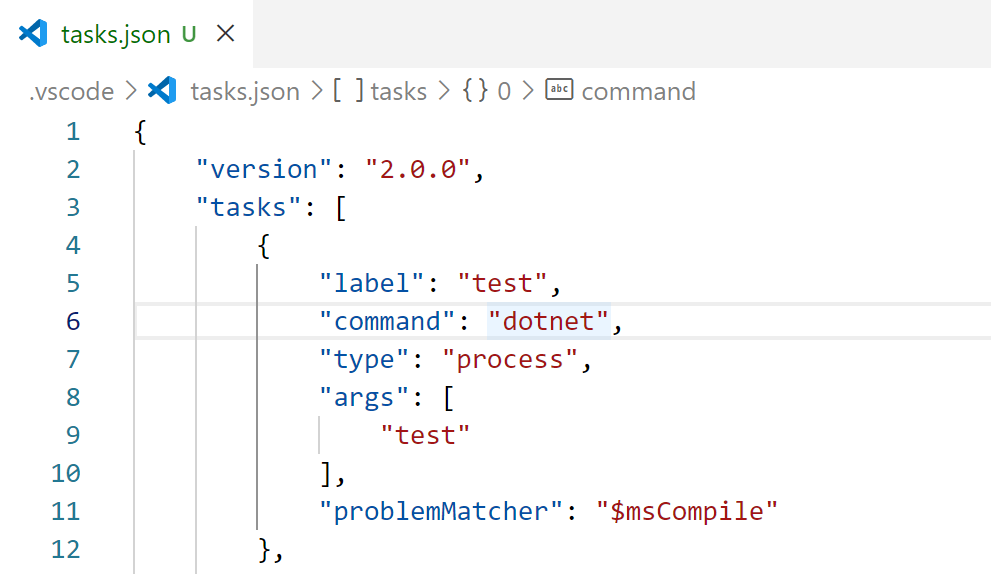 tasks.json U
.vscode > tasks.json > [ ] tasks > {} 0 > abc command
1 {
2 "version": "2.0.0",
3 "tasks": [
4 {
5 "label": "test",
6 "command": "dotnet",
7 "type": "process",
8 "args": [
9 "test"
10 ],
11 "problemMatcher": "$msCompile"
12 },